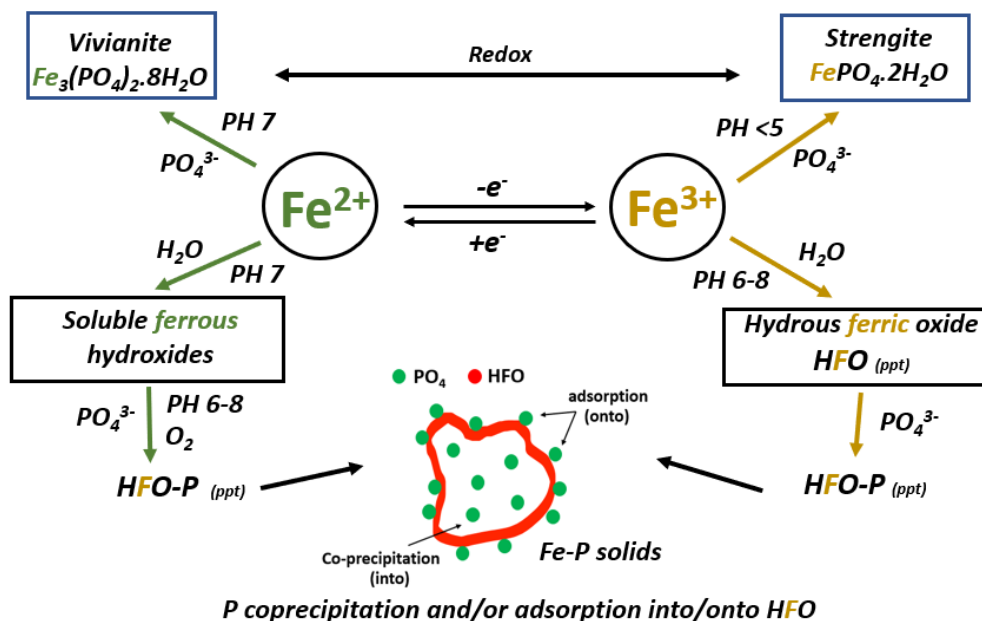 Vivianite
Fe₃(PO₄)₂.8H₂O
Redox
Strengite
FePO₄.2H₂O
PH 7
PO₄³⁻
PH <5
PO₄³⁻
Fe²⁺
-e⁻
+e⁻
Fe³⁺
H₂O
PH 7
PH 6-8
H₂O
Soluble ferrous
hydroxides
Hydrous ferric oxide
HFO (ppt)
PO₄
HFO
adsorption
(onto)
PO₄³⁻
PH 6-8
O₂
PO₄³⁻
HFO-P (ppt)
HFO-P (ppt)
Co-precipitation
(into)
Fe-P solids
P coprecipitation and/or adsorption into/onto HFO